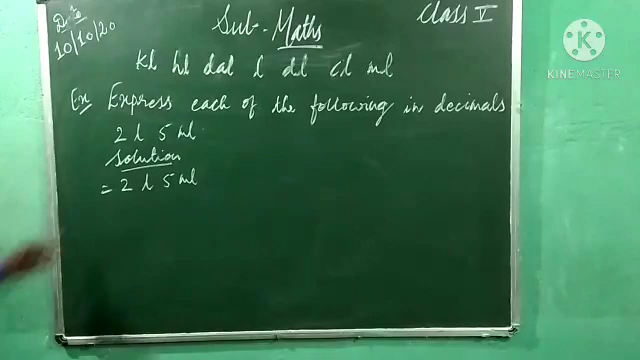 10/10/20 Sub- Maths Class V
Kl hl dal l dl cl ml
Ex Express each of the following in decimals
2 l 5 ml
Solution
= 2 l 5 ml
KINEMASTER